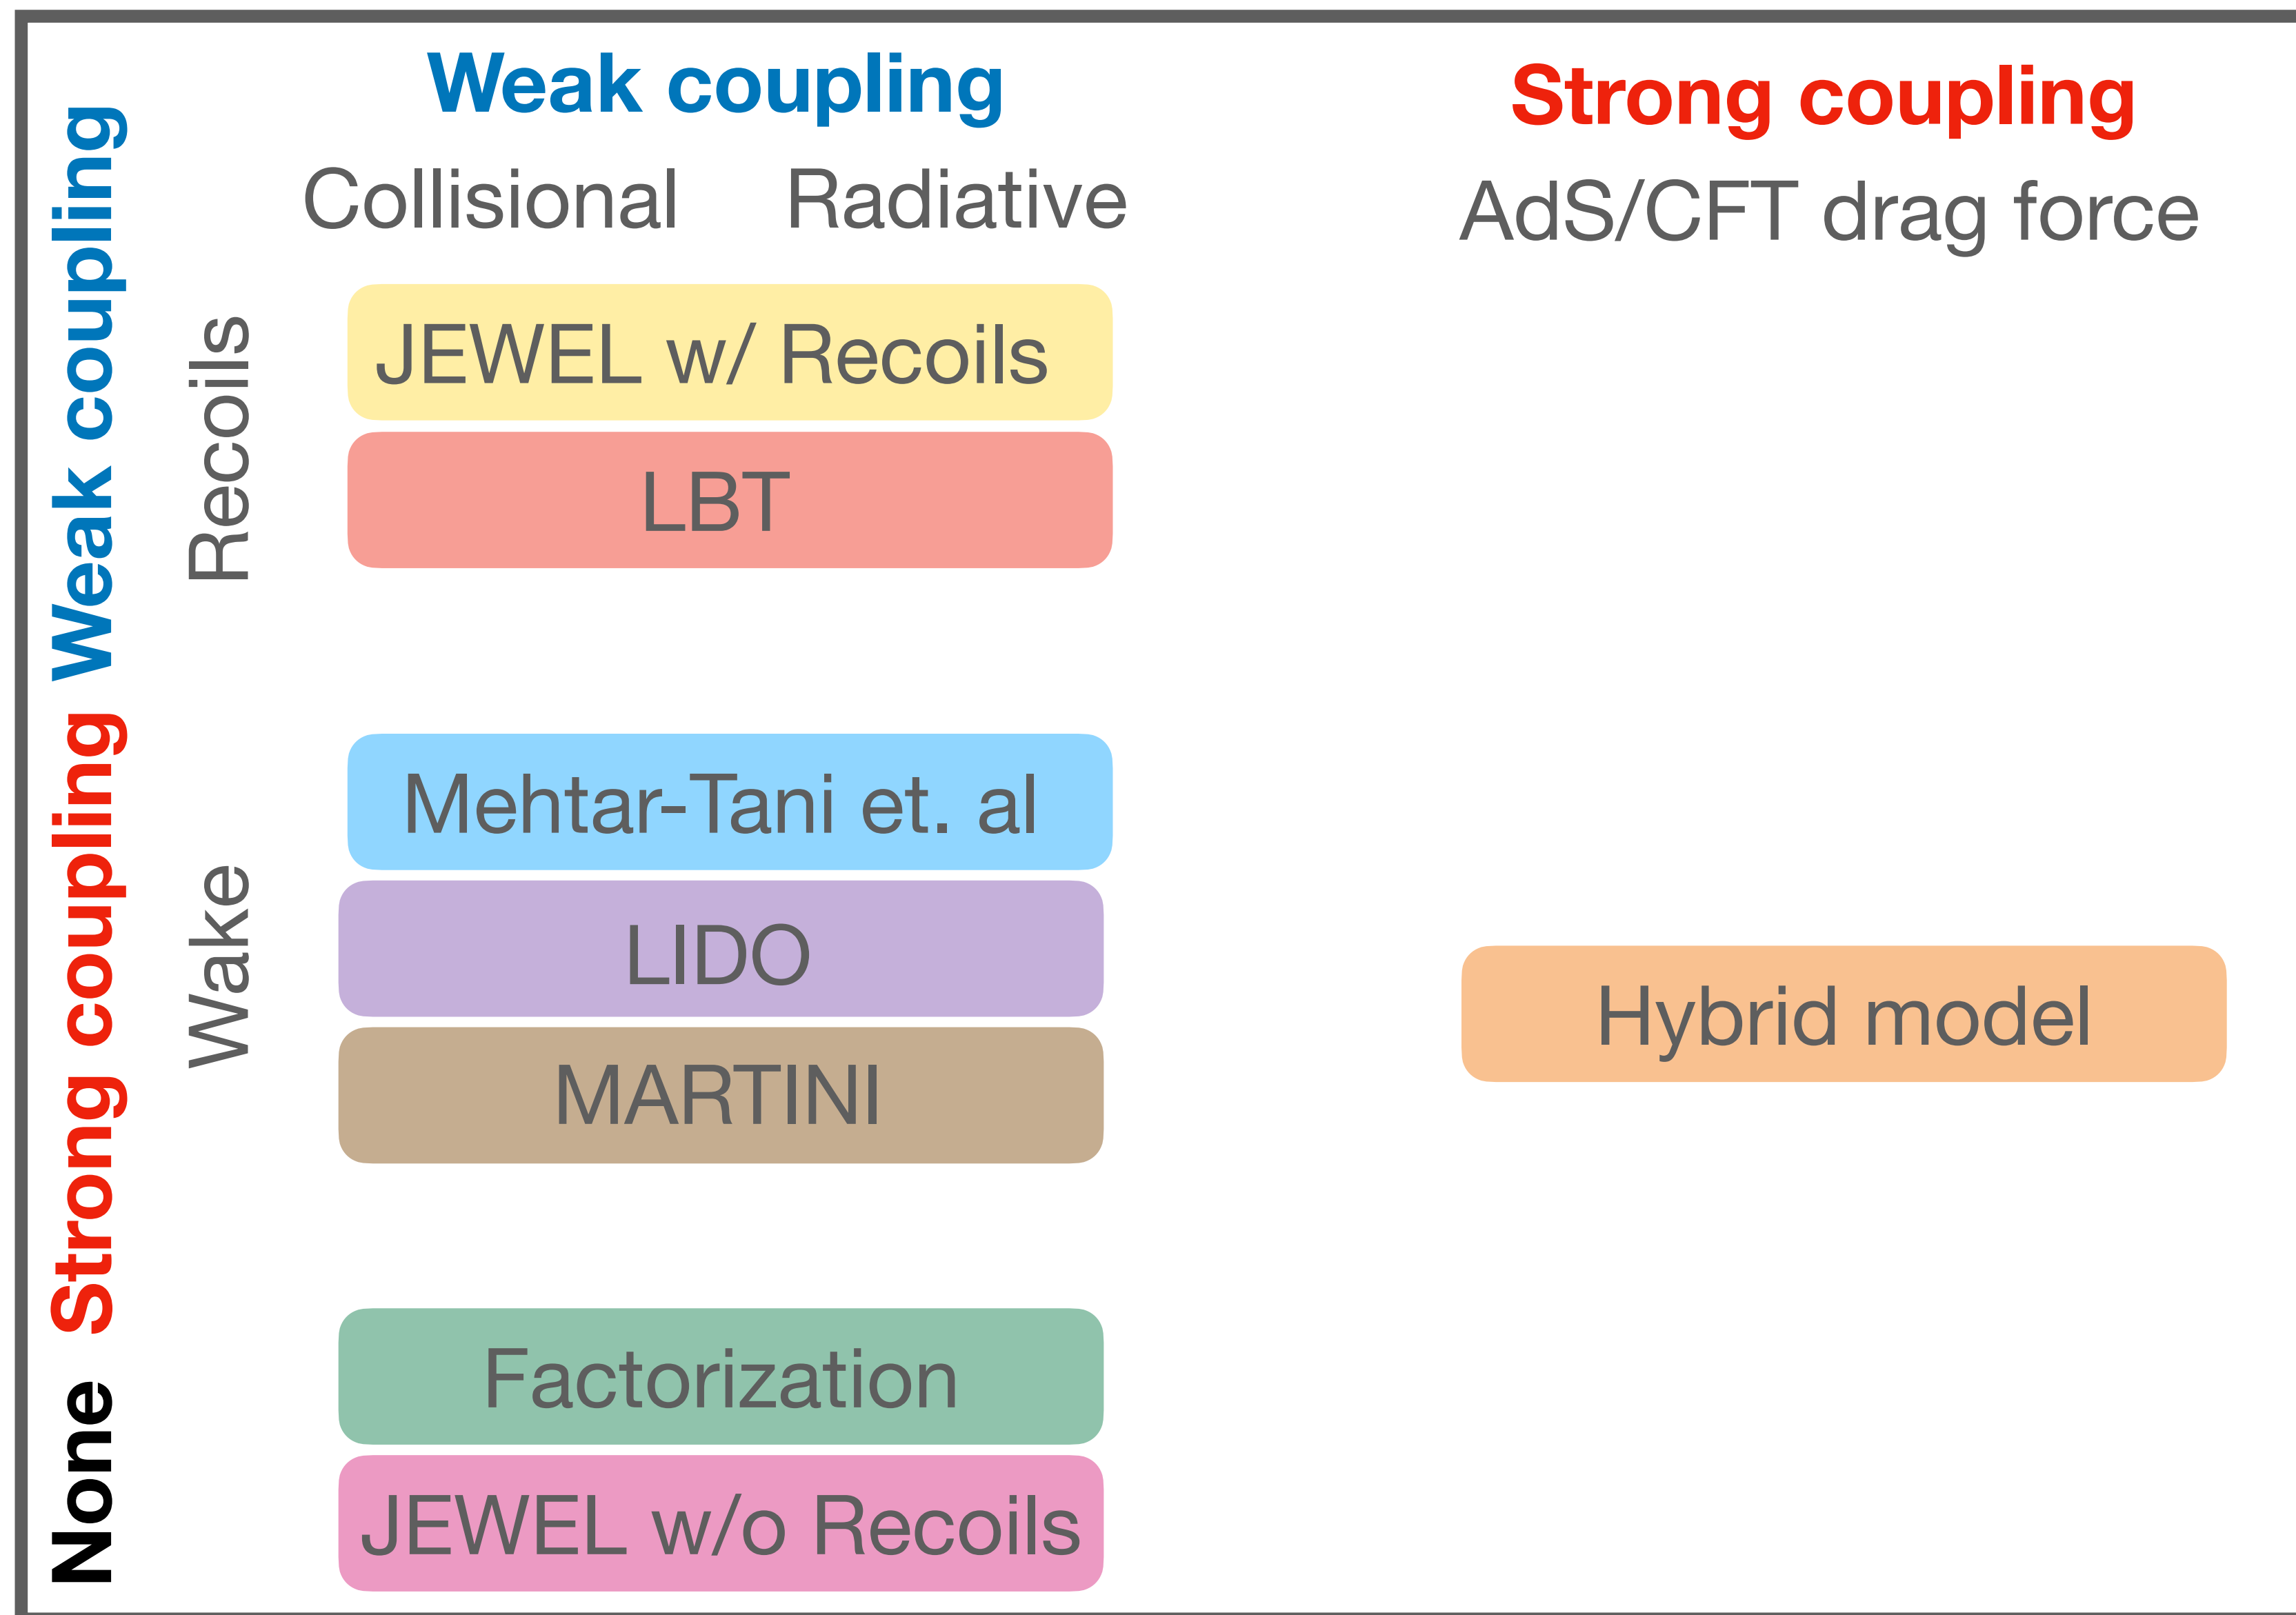 Weak coupling
Strong coupling
Collisional Radiative
AdS/CFT drag force
Weak coupling
Recoils
JEWEL w/ Recoils
LBT
Strong coupling
Wake
Mehtar-Tani et. al
LIDO
MARTINI
Hybrid model
None
Factorization
JEWEL w/o Recoils